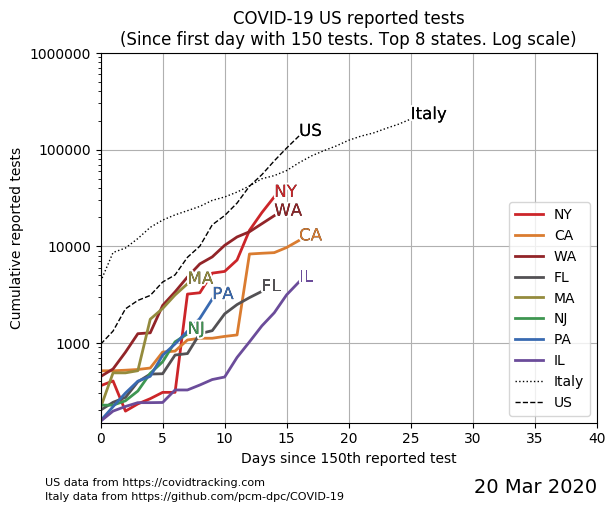 COVID-19 US reported tests
(Since first day with 150 tests. Top 8 states. Log scale)
1000000
100000
10000
1000
Cumulative reported tests
US
Italy
NY
WA
CA
MA
PA
FL
IL
NJ
NY
CA
WA
FL
MA
NJ
PA
IL
Italy
US
0 5 10 15 20 25 30 35 40
Days since 150th reported test
US data from https://covidtracking.com
Italy data from https://github.com/pcm-dpc/COVID-19
20 Mar 2020